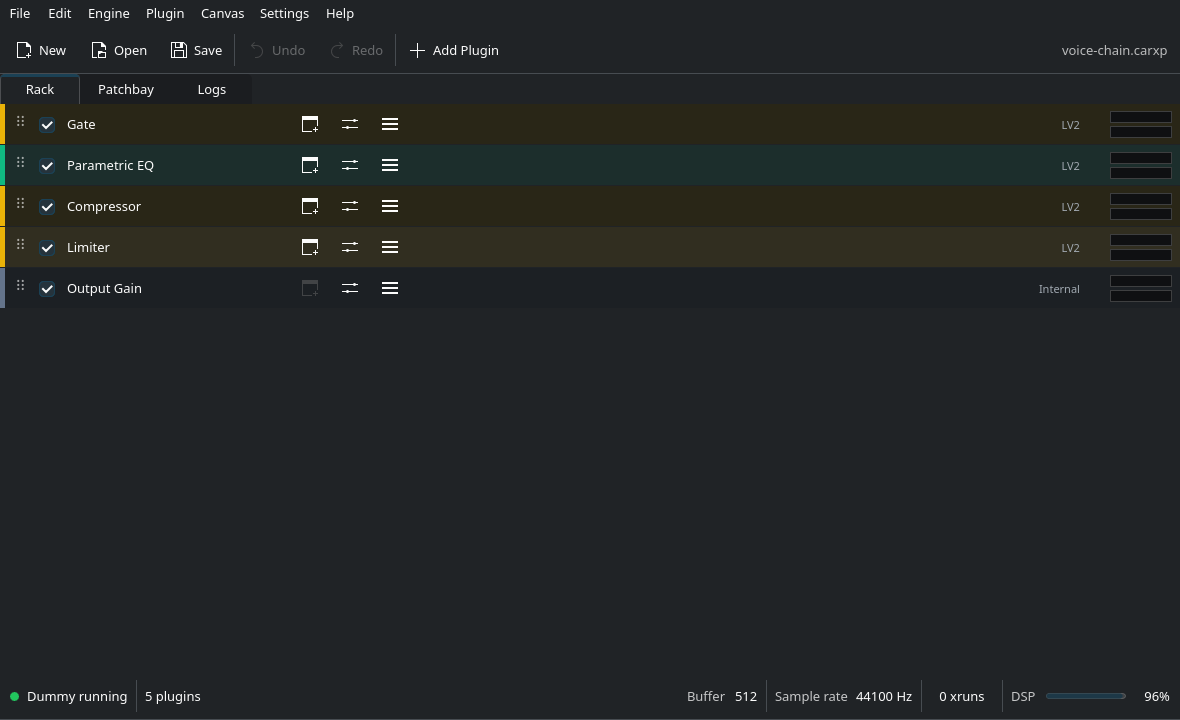 File Edit Engine Plugin Canvas Settings Help
New Open Save Undo Redo Add Plugin voice-chain.carxp
Rack Patchbay Logs
Gate LV2
Parametric EQ LV2
Compressor LV2
Limiter LV2
Output Gain Internal
Dummy running 5 plugins Buffer 512 Sample rate 44100 Hz 0 xruns DSP 96%